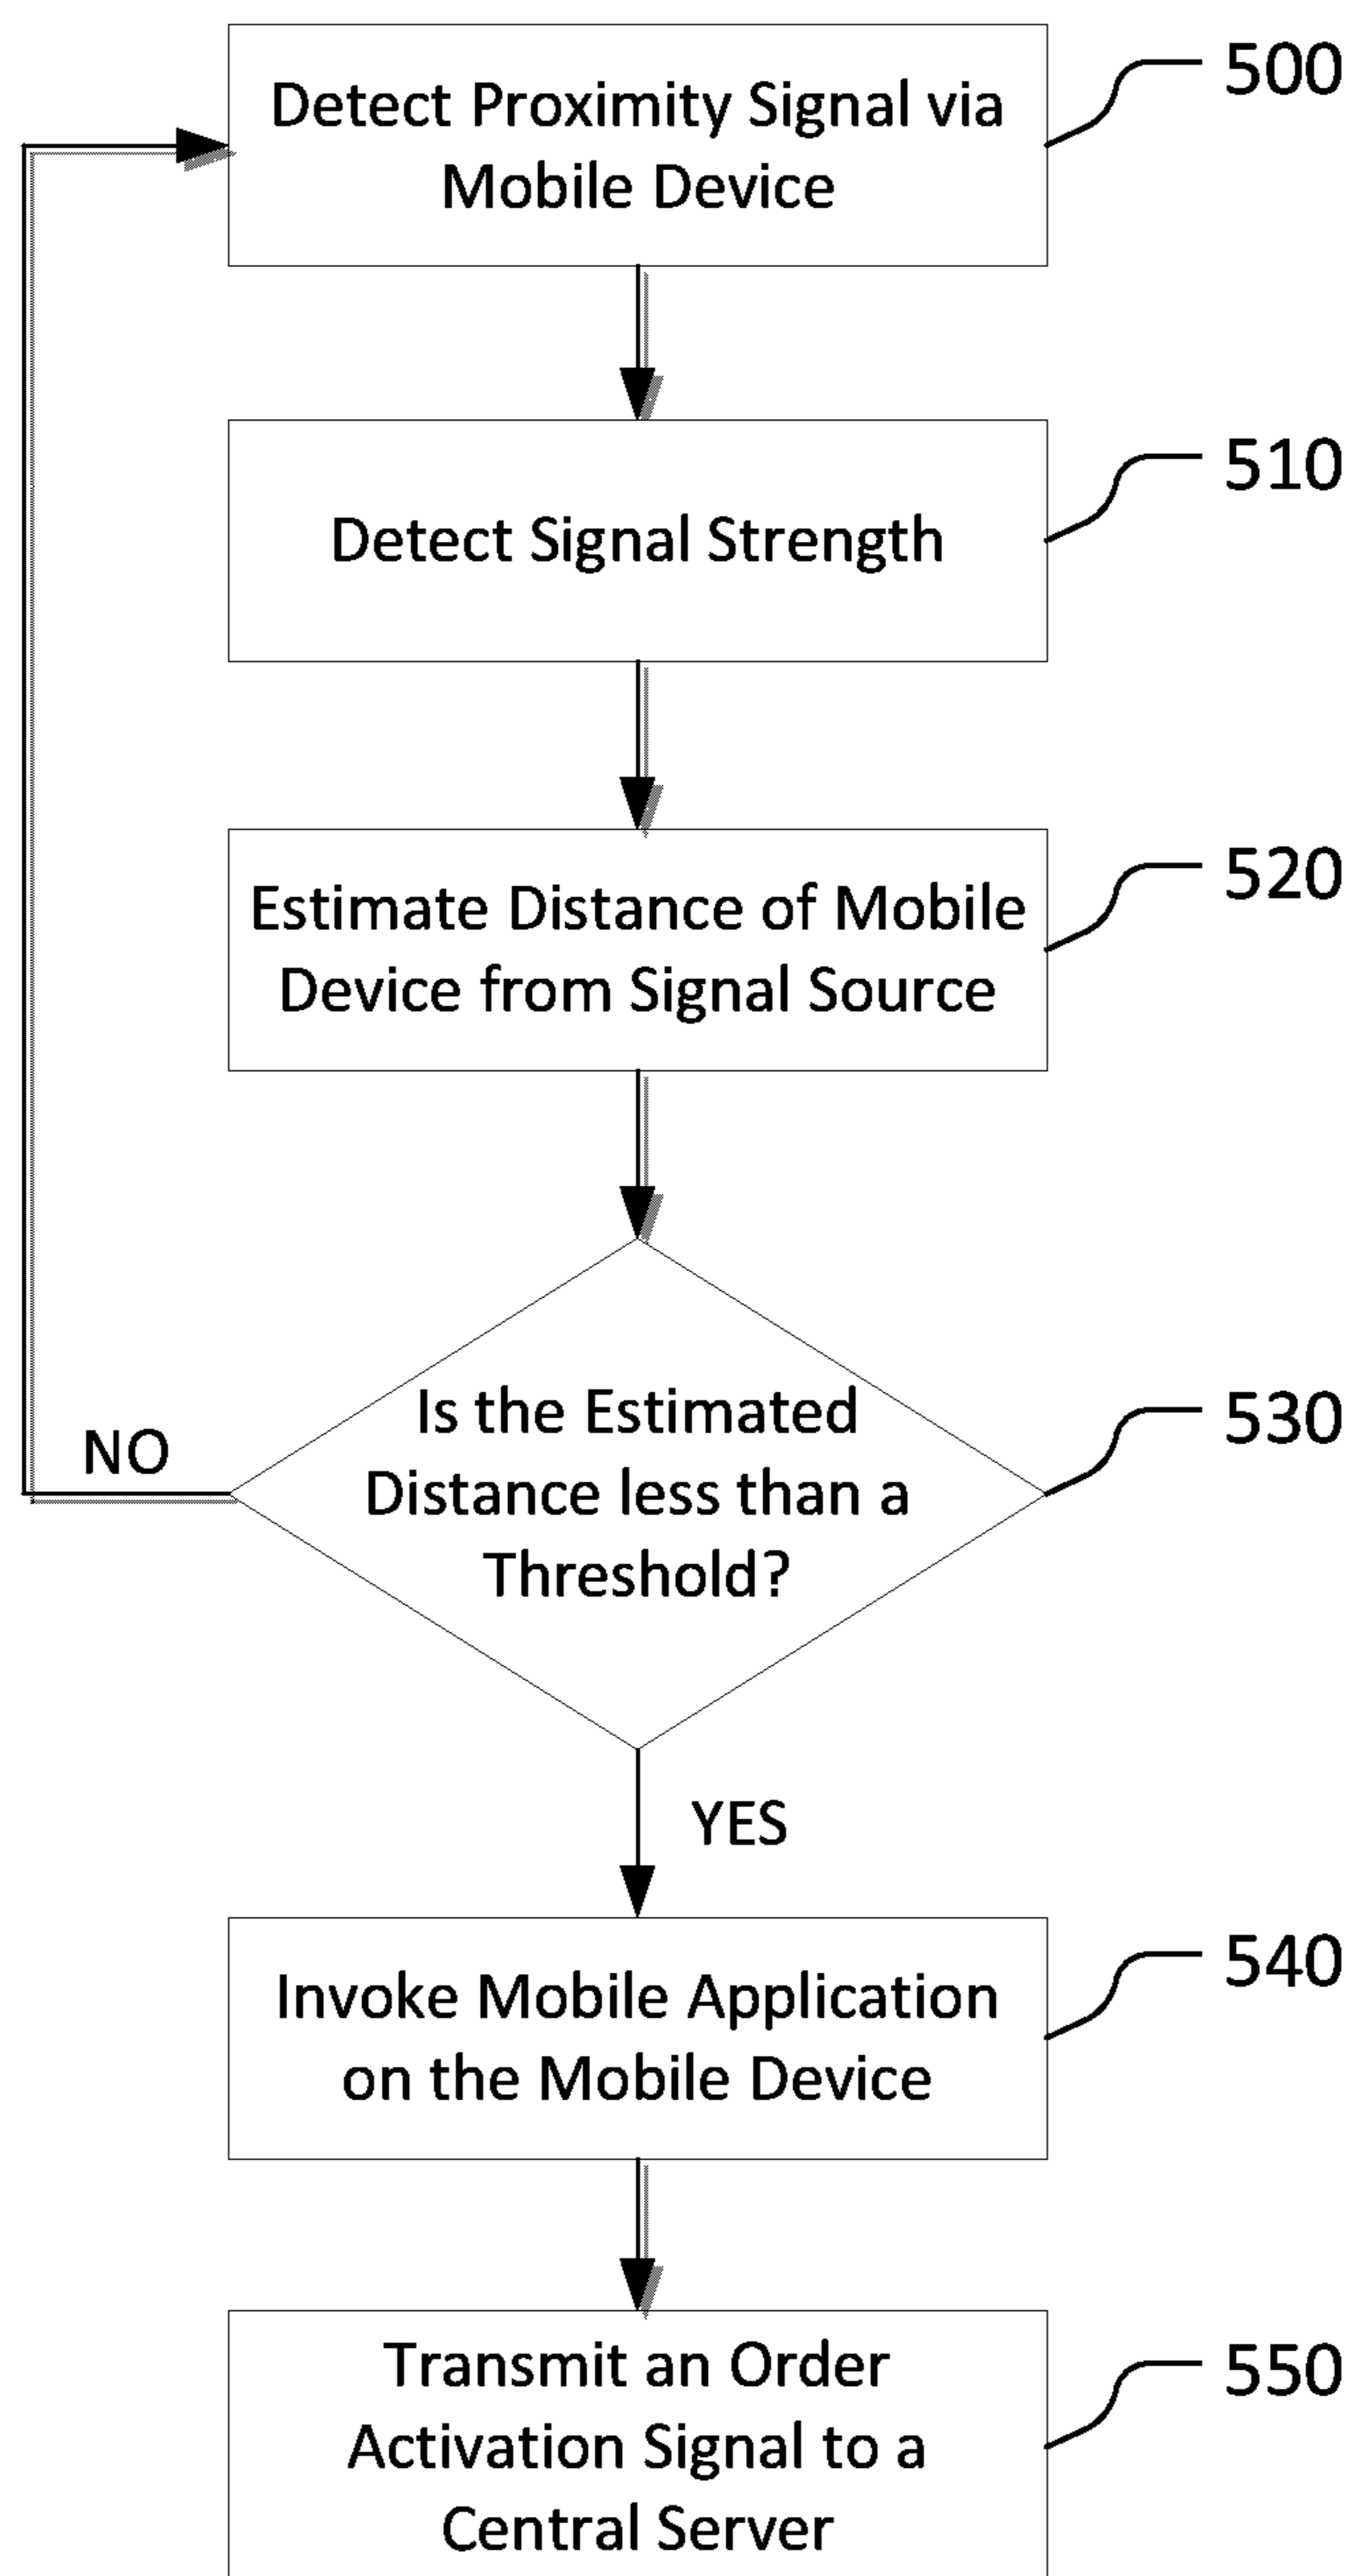 Detect Proximity Signal via
Mobile Device
500
Detect Signal Strength
510
Estimate Distance of Mobile
Device from Signal Source
520
Is the Estimated
Distance less than a
Threshold?
530
NO
YES
Invoke Mobile Application
on the Mobile Device
540
Transmit an Order
Activation Signal to a
Central Server
550